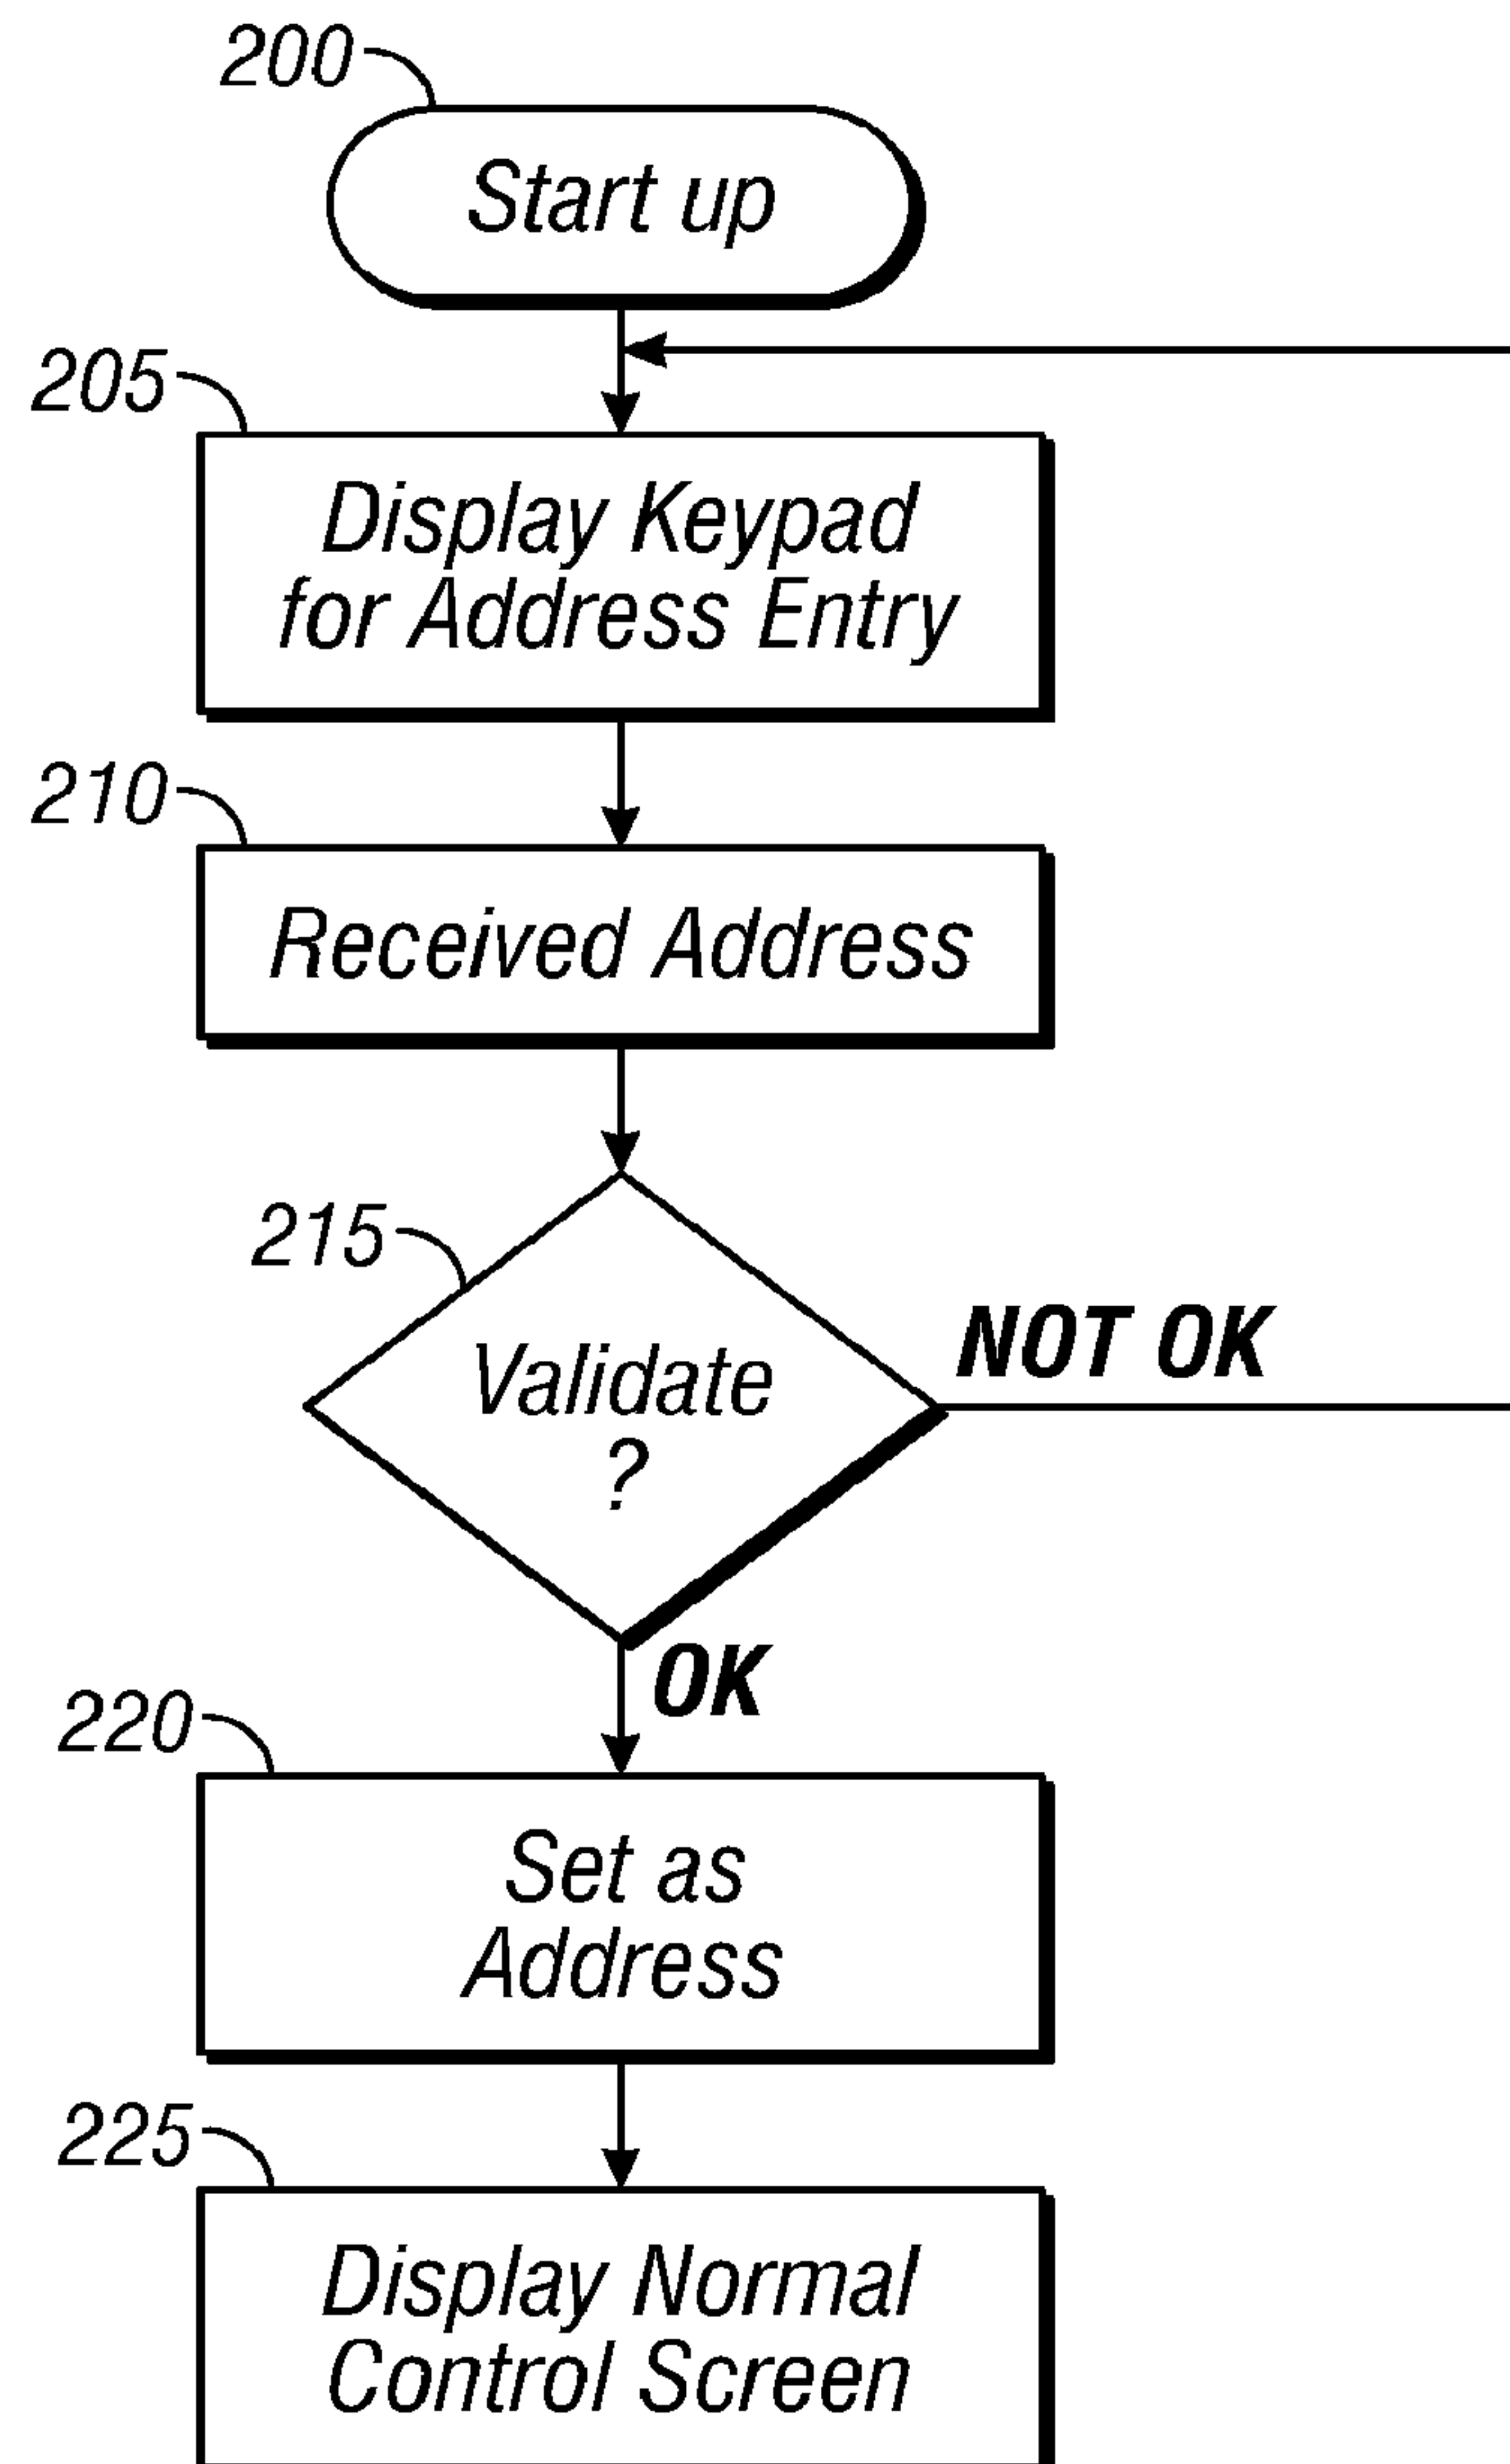 200
Start up
205
Display Keypad
for Address Entry
210
Received Address
215
Validate
?
NOT OK
OK
220
Set as
Address
225
Display Normal
Control Screen